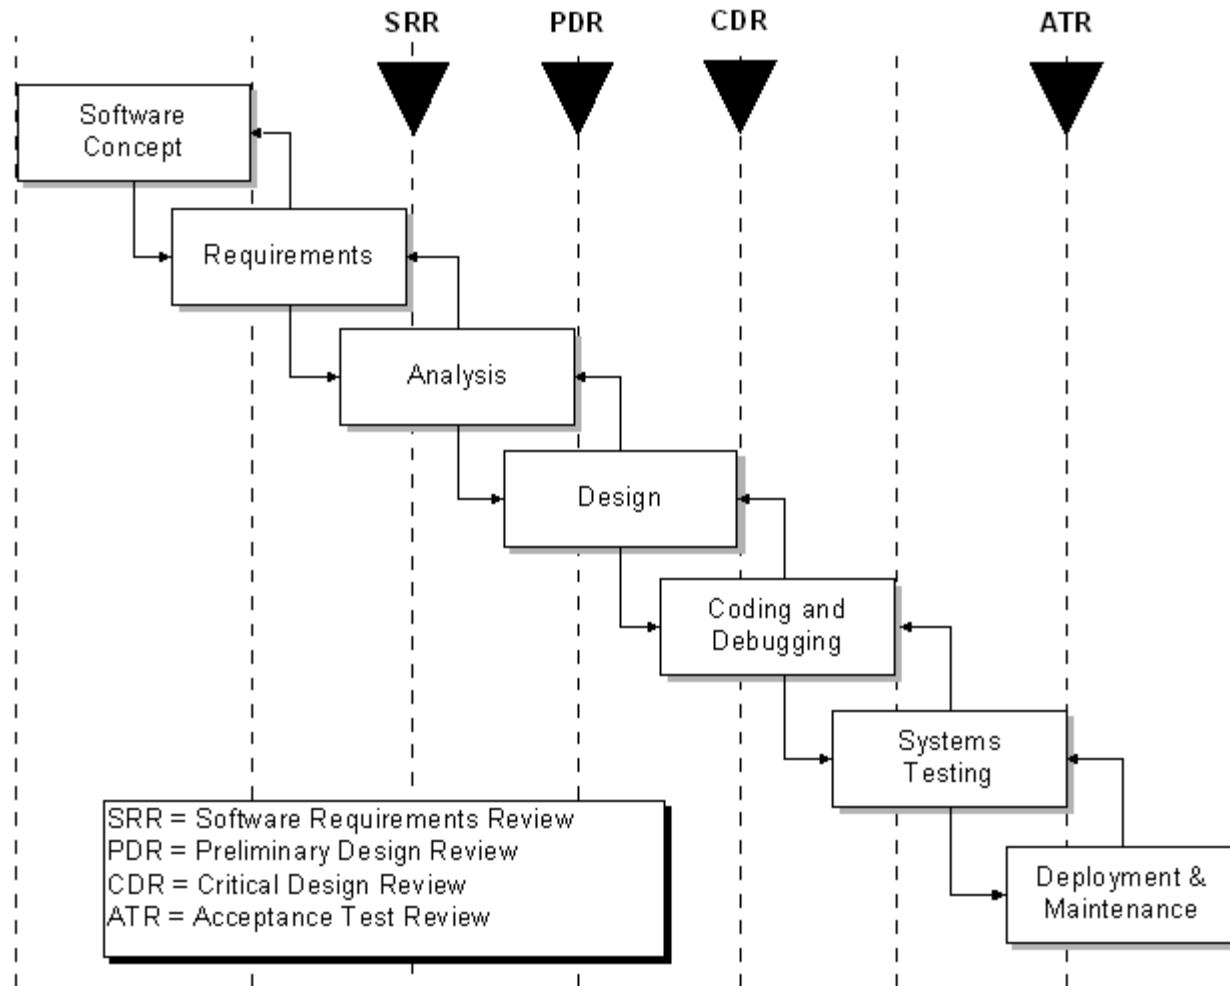 SRR
PDR
CDR
ATR
Software
Concept
Requirements
Analysis
Design
Coding and
Debugging
Systems
Testing
Deployment &
Maintenance
SRR = Software Requirements Review
PDR = Preliminary Design Review
CDR = Critical Design Review
ATR = Acceptance Test Review